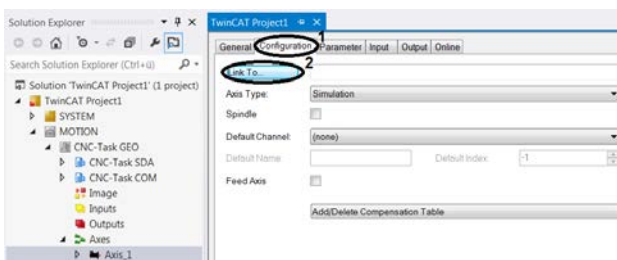 Solution Explorer
Search Solution Explorer (Ctrl+ü)
Solution 'TwinCAT Project1' (1 project)
TwinCAT Project1
SYSTEM
MOTION
CNC-Task GEO
CNC-Task SDA
CNC-Task COM
Image
Inputs
Outputs
Axes
Axis_1
TwinCAT Project1
1
General Configuration Parameter Input Output Online
2
Link To...
Axis Type: Simulation
Spindle
Default Channel: (none)
Default Name: Default Index: -1
Feed Axis
Add/Delete Compensation Table